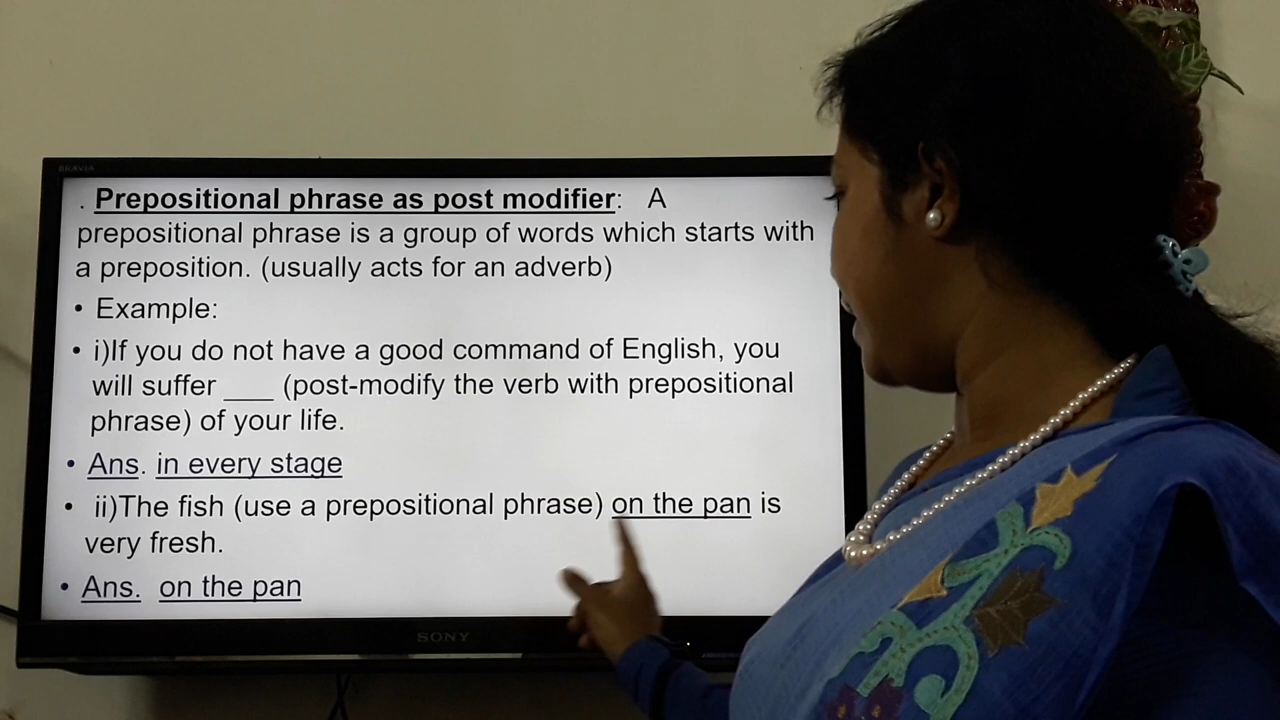 BRAVIA
. Prepositional phrase as post modifier: A
prepositional phrase is a group of words which starts with
a preposition. (usually acts for an adverb)
• Example:
• i)If you do not have a good command of English, you
will suffer ___ (post-modify the verb with prepositional
phrase) of your life.
• Ans. in every stage
• ii)The fish (use a prepositional phrase) on the pan is
very fresh.
• Ans. on the pan
SONY